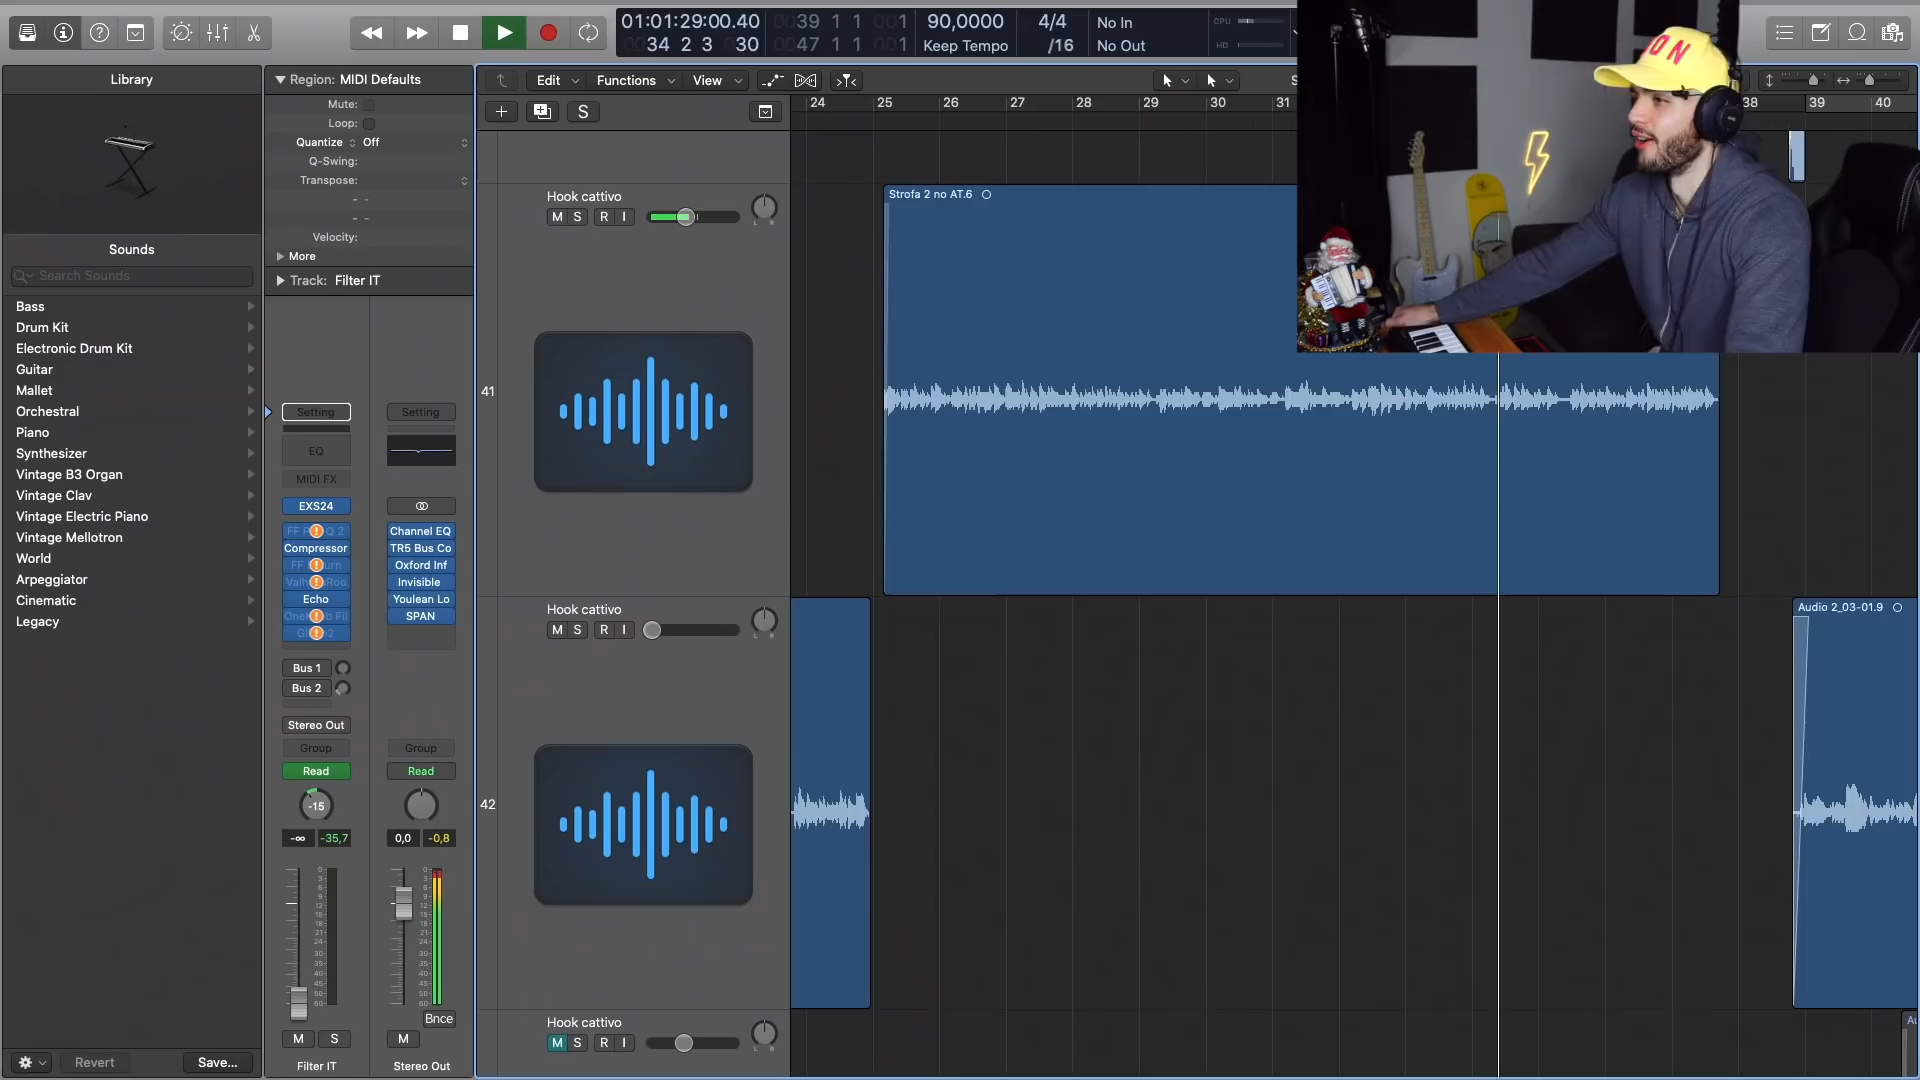 01:01:29:00.40
34 2 3 30
0039 1 1 001
0047 1 1 001
90,0000
Keep Tempo
4/4
/16
No In
No Out
CPU
HD
Library
Sounds
Search Sounds
Bass
Drum Kit
Electronic Drum Kit
Guitar
Mallet
Orchestral
Piano
Synthesizer
Vintage B3 Organ
Vintage Clav
Vintage Electric Piano
Vintage Mellotron
World
Arpeggiator
Cinematic
Legacy
Revert
Save...
Region: MIDI Defaults
Mute:
Loop:
Quantize Off
Q-Swing:
Transpose:
Velocity:
More
Track: Filter IT
Setting
EQ
MIDI FX
EXS24
Compressor
Echo
Bus 1
Bus 2
Stereo Out
Group
Read
-15
-∞ -35,7
M S
Filter IT
Setting
Channel EQ
TR5 Bus Co
Oxford Inf
Invisible
Youlean Lo
SPAN
Group
Read
0,0 -0,8
Bnce
M
Stereo Out
Edit Functions View
S
24 25 26 27 28 29 30 31 38 39 40
41
Hook cattivo
M S R I
L R
Strofa 2 no AT.6
42
Hook cattivo
M S R I
L R
Audio 2_03-01.9
Hook cattivo
M S R I
L R